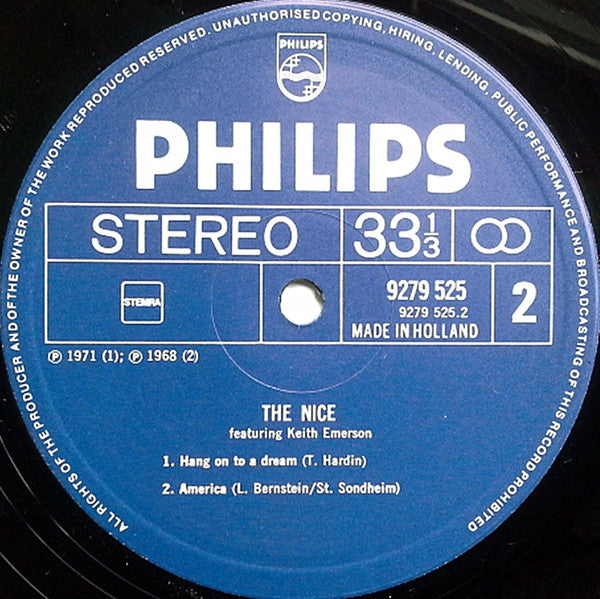 ALL RIGHTS OF THE PRODUCER AND OF THE OWNER OF THE WORK REPRODUCED RESERVED. UNAUTHORISED COPYING, HIRING, LENDING, PUBLIC PERFORMANCE AND BROADCASTING OF THIS RECORD PROHIBITED
PHILIPS
PHILIPS
STEREO 33⅓
STEMRA
9279 525
9279 525.2
MADE IN HOLLAND
2
Ⓟ 1971 (1); Ⓟ 1968 (2)
THE NICE
featuring Keith Emerson
1. Hang on to a dream (T. Hardin)
2. America (L. Bernstein/St. Sondheim)